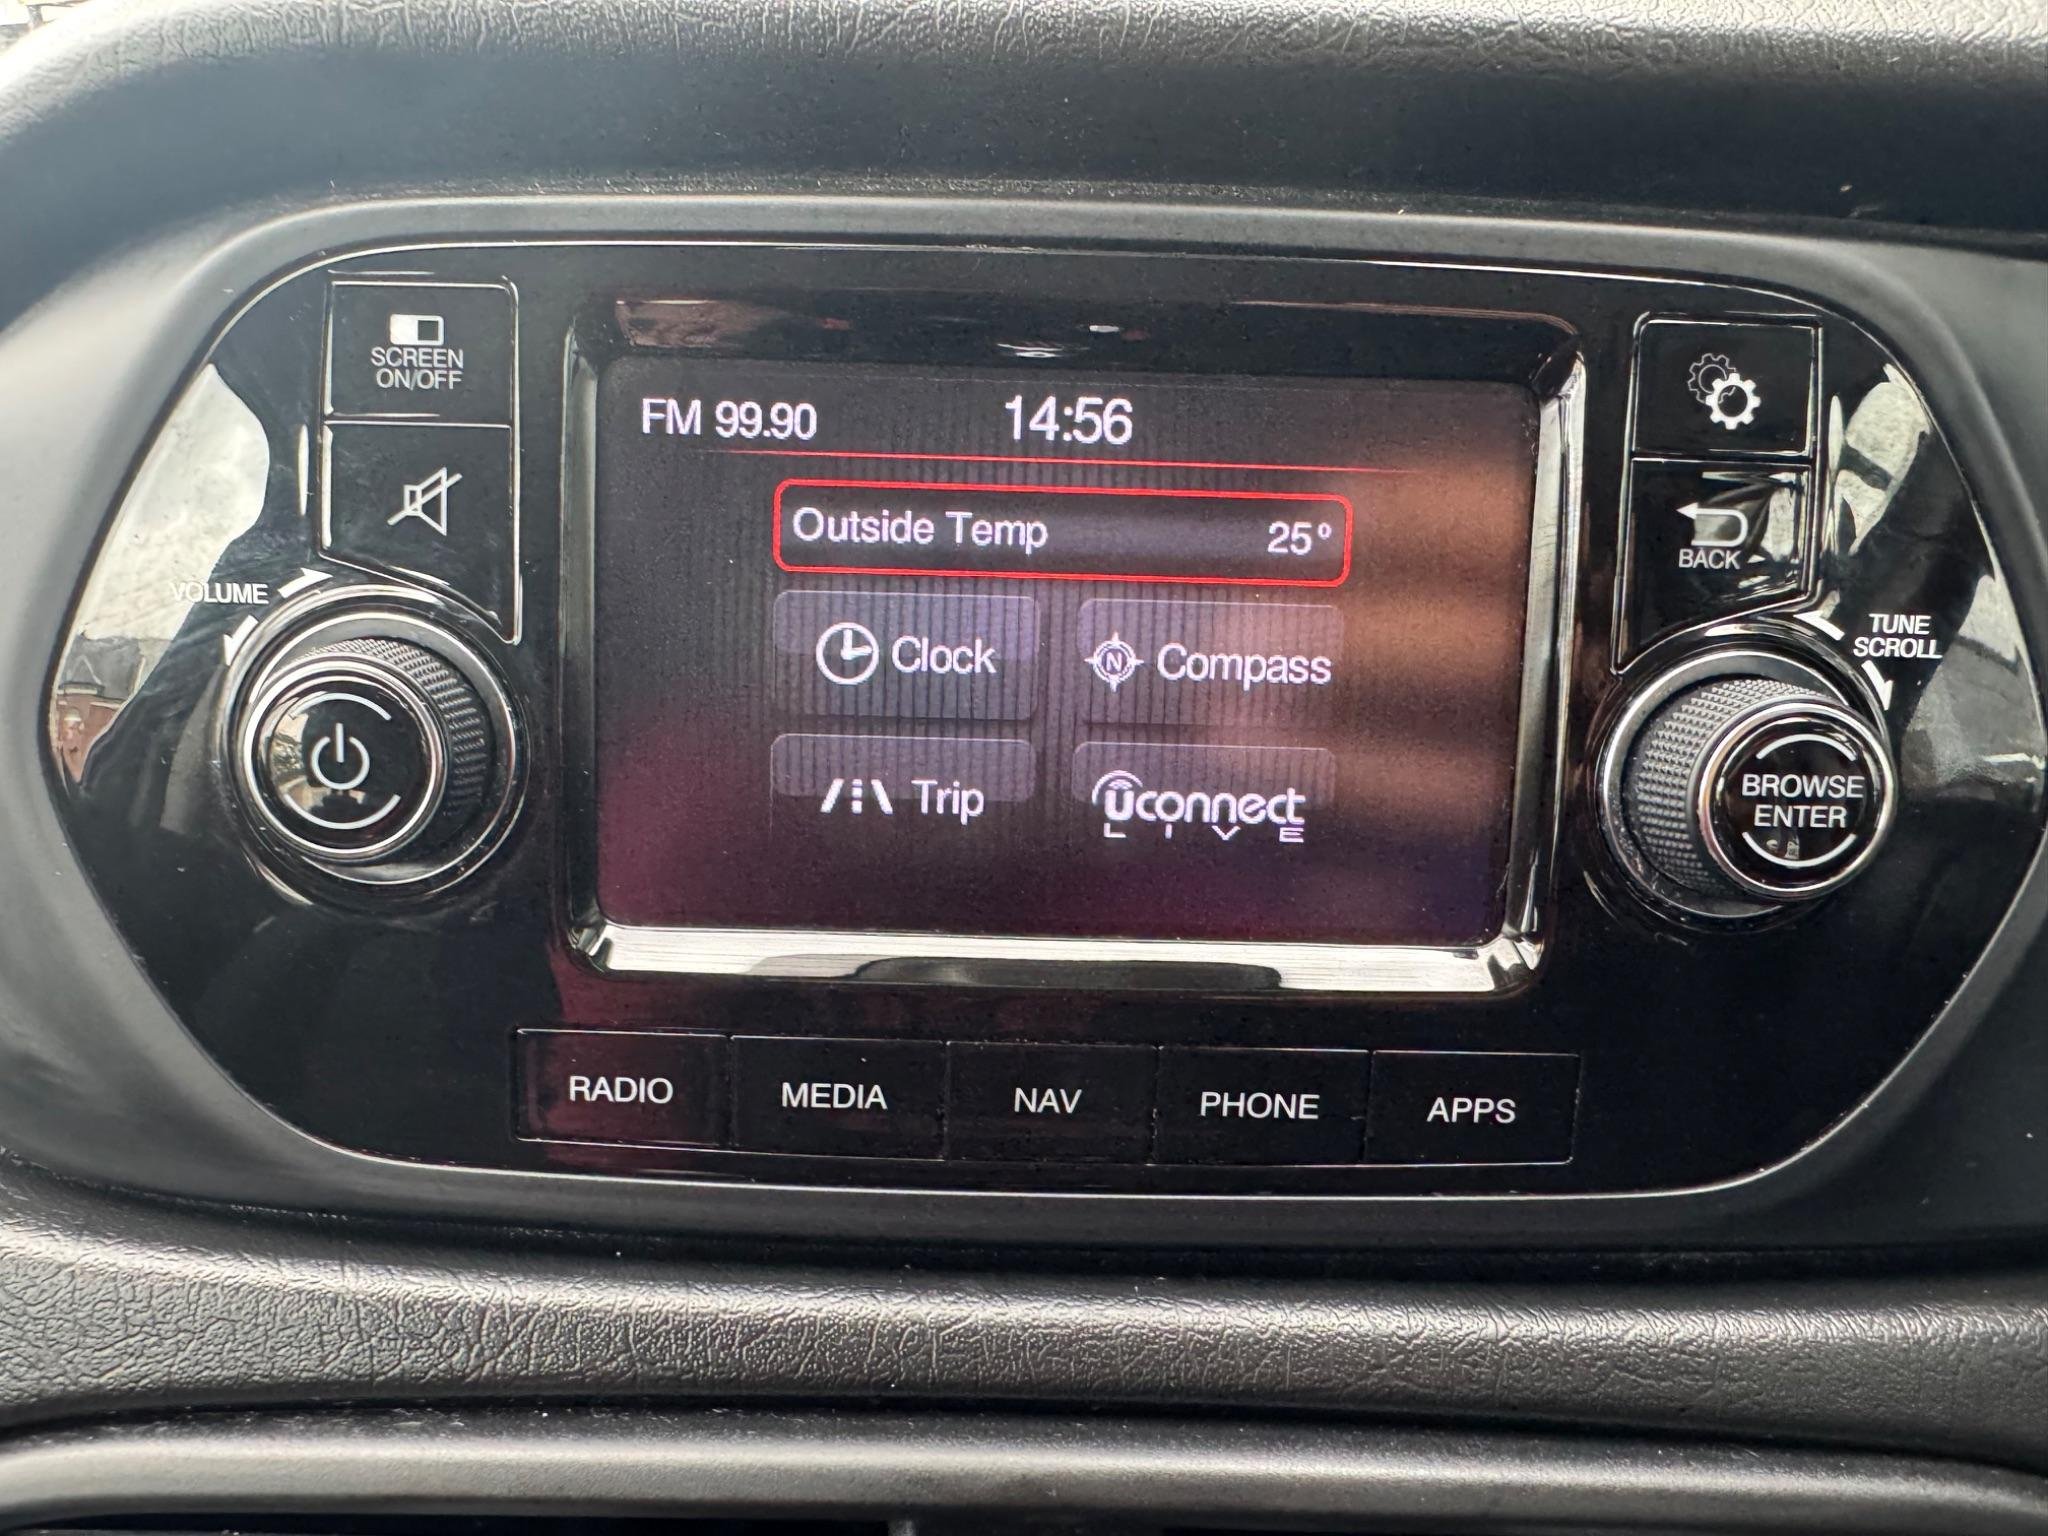 SCREEN
ON/OFF
VOLUME
FM 99.90
14:56
Outside Temp 25°
Clock
N Compass
Trip
uconnect
LIVE
BACK
TUNE
SCROLL
BROWSE
ENTER
RADIO
MEDIA
NAV
PHONE
APPS